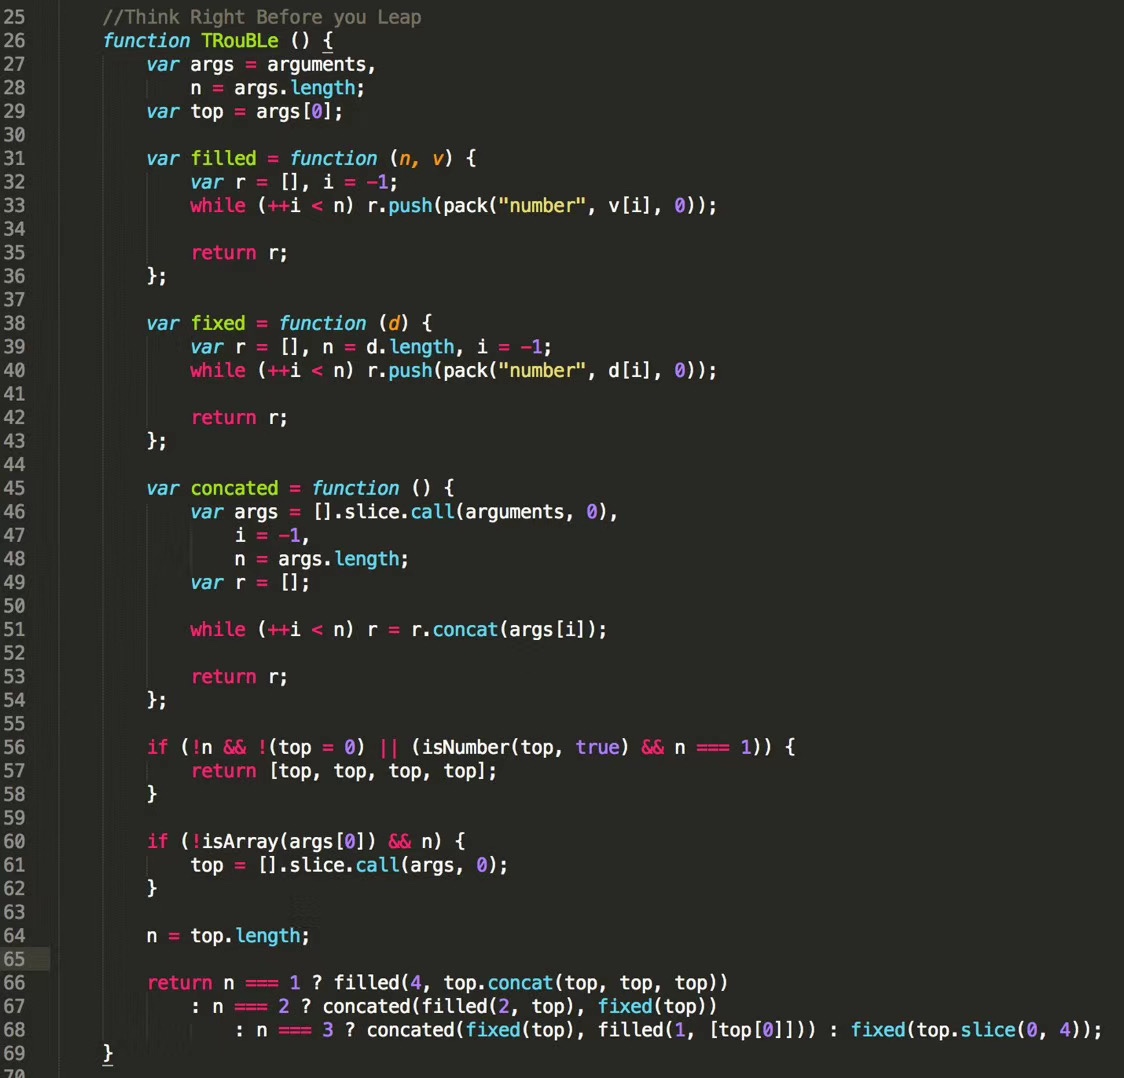 25 //Think Right Before you Leap
26 function TRouBLe () {
27 var args = arguments,
28 n = args.length;
29 var top = args[0];
30
31 var filled = function (n, v) {
32 var r = [], i = -1;
33 while (++i < n) r.push(pack("number", v[i], 0));
34
35 return r;
36 };
37
38 var fixed = function (d) {
39 var r = [], n = d.length, i = -1;
40 while (++i < n) r.push(pack("number", d[i], 0));
41
42 return r;
43 };
44
45 var concated = function () {
46 var args = [].slice.call(arguments, 0),
47 i = -1,
48 n = args.length;
49 var r = [];
50
51 while (++i < n) r = r.concat(args[i]);
52
53 return r;
54 };
55
56 if (!n && !(top = 0) || (isNumber(top, true) && n === 1)) {
57 return [top, top, top, top];
58 }
59
60 if (!isArray(args[0]) && n) {
61 top = [].slice.call(args, 0);
62 }
63
64 n = top.length;
65
66 return n === 1 ? filled(4, top.concat(top, top, top))
67 : n === 2 ? concated(filled(2, top), fixed(top))
68 : n === 3 ? concated(fixed(top), filled(1, [top[0]])) : fixed(top.slice(0, 4));
69 }
70